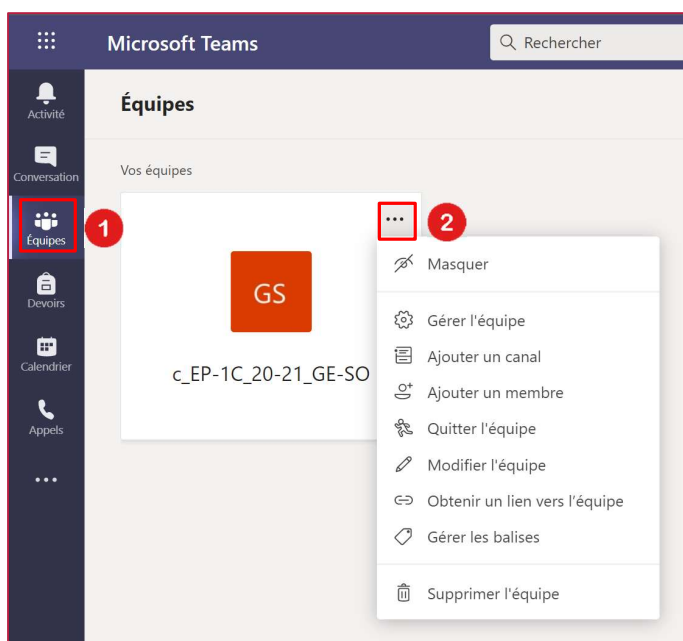 Microsoft Teams
Rechercher
Activité
Équipes
Conversation
Vos équipes
Équipes
1
2
Masquer
Devoirs
GS
Gérer l'équipe
Calendrier
c_EP-1C_20-21_GE-SO
Ajouter un canal
Ajouter un membre
Appels
Quitter l'équipe
Modifier l'équipe
Obtenir un lien vers l’équipe
Gérer les balises
Supprimer l'équipe